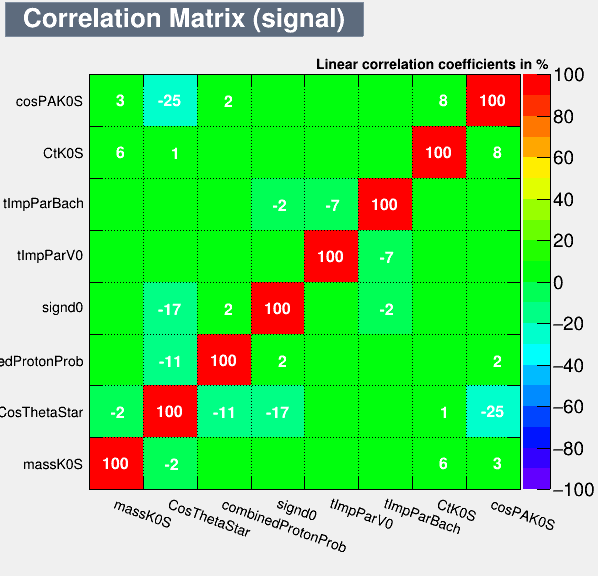 Correlation Matrix (signal)
Linear correlation coefficients in %
cosPAK0S 3 -25 2 8 100
CtK0S 6 1 100 8
tImpParBach -2 -7 100
tImpParV0 100 -7
signd0 -17 2 100 -2
edProtonProb -11 100 2 2
CosThetaStar -2 100 -11 -17 1 -25
massK0S 100 -2 6 3
massK0S CosThetaStar combinedProtonProb signd0 tImpParV0 tImpParBach CtK0S cosPAK0S
100
80
60
40
20
0
−20
−40
−60
−80
−100